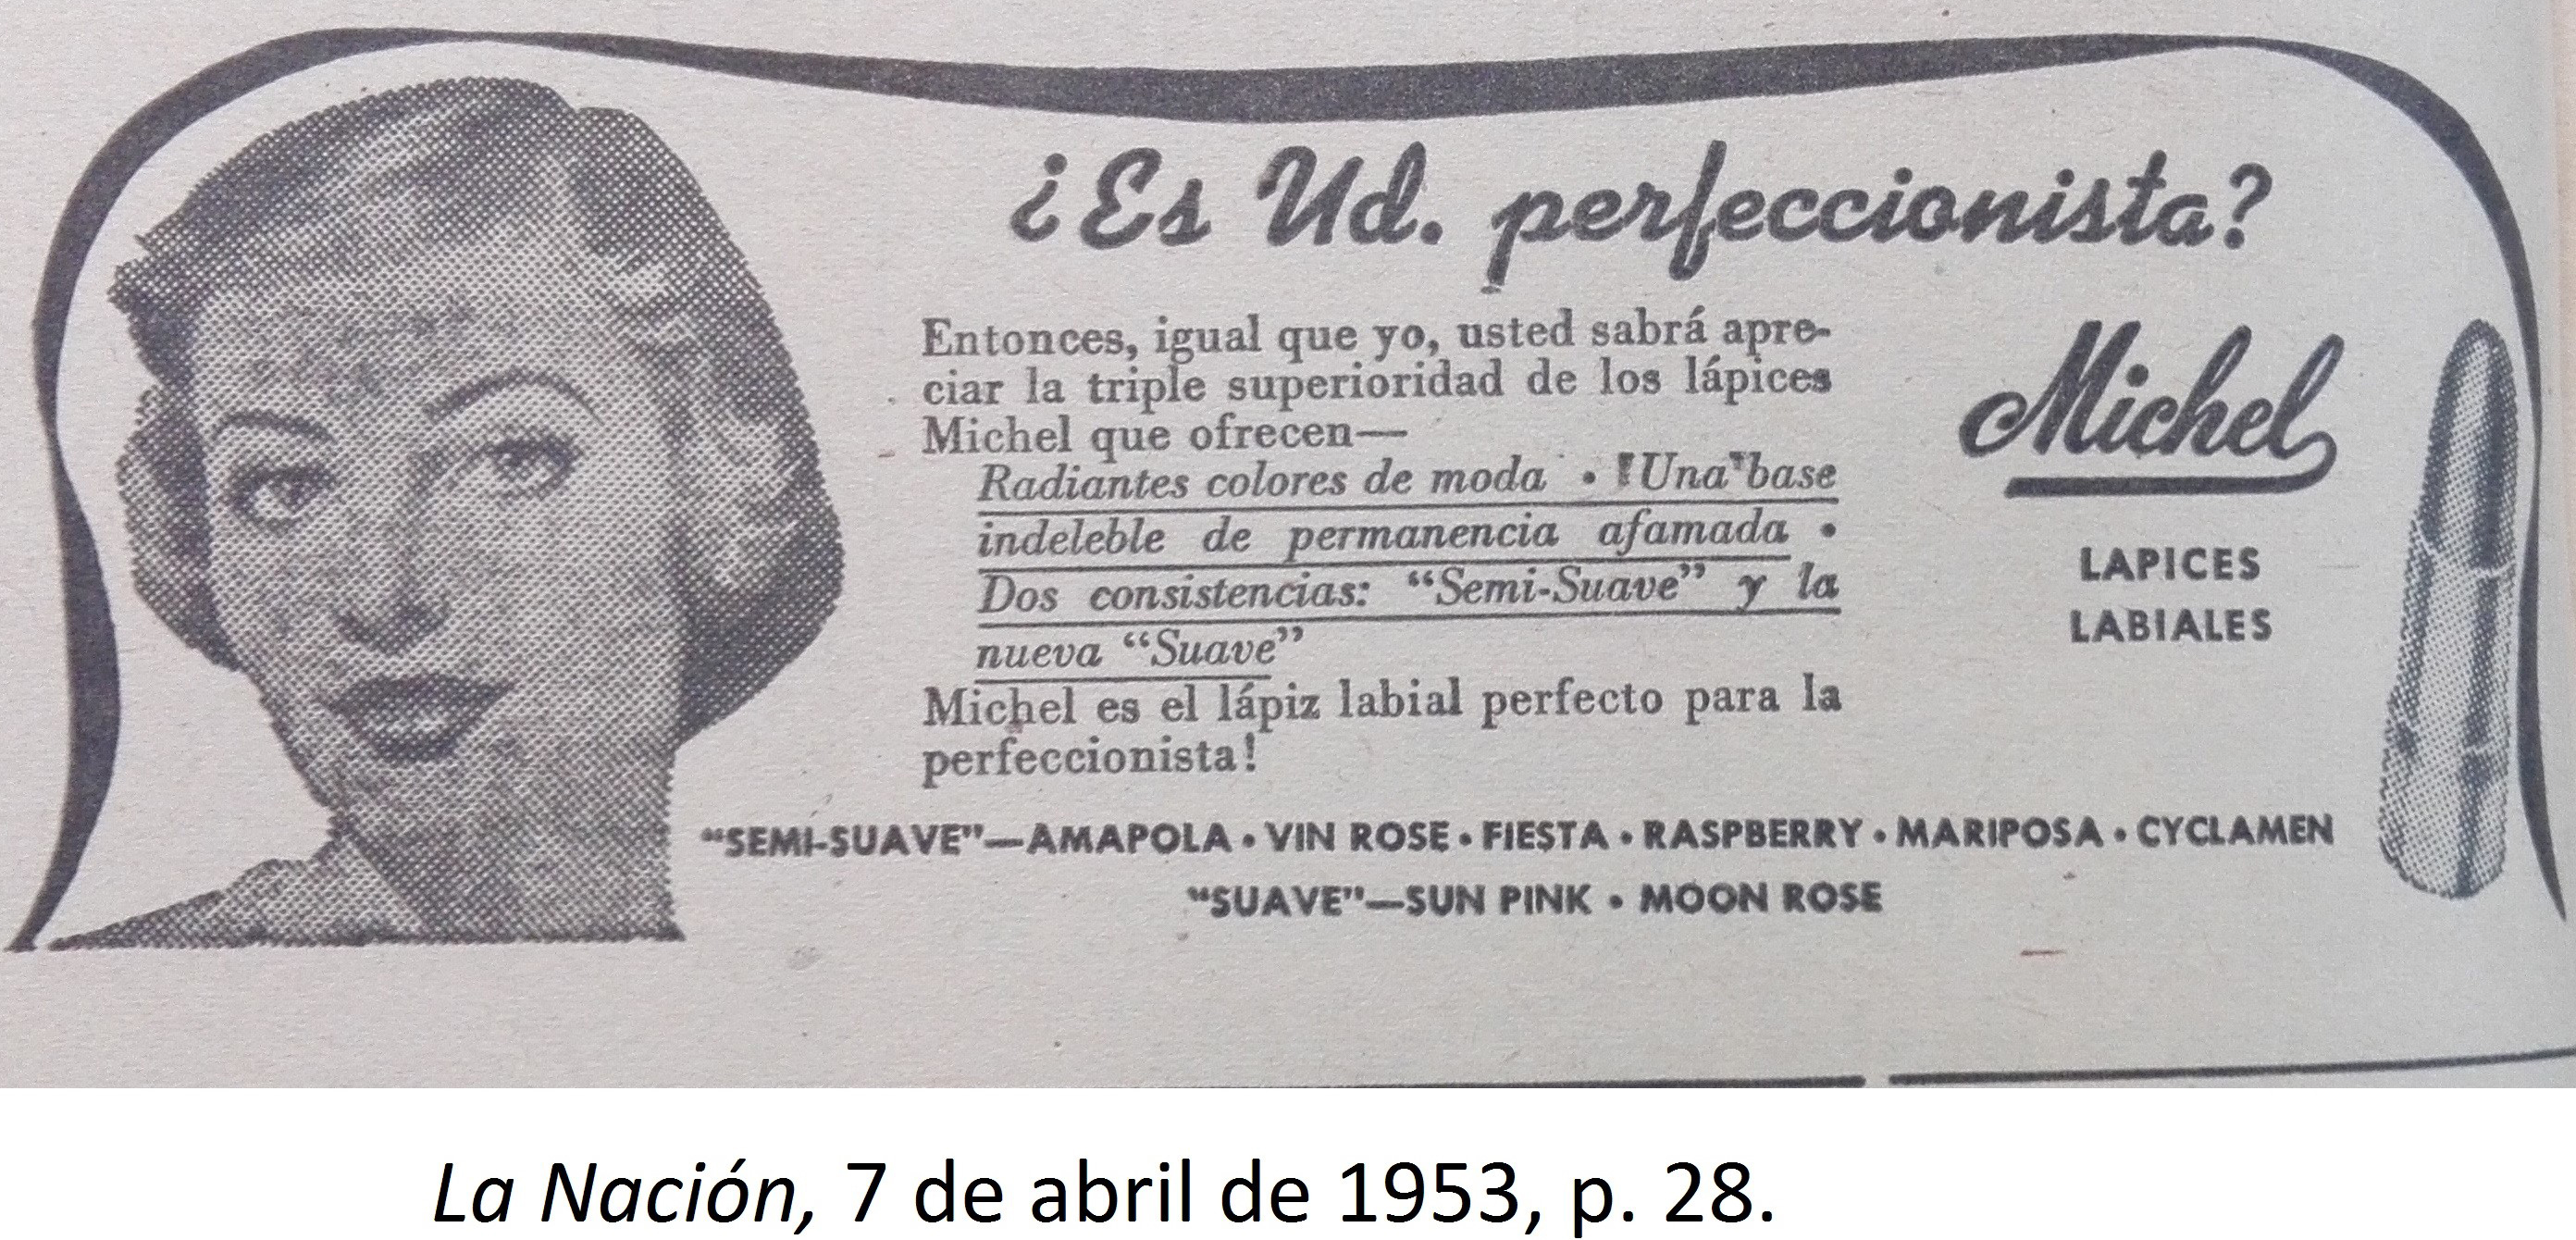 ¿Es Ud. perfeccionista?
Entonces, igual que yo, usted sabrá apre-
ciar la triple superioridad de los lápices
Michel que ofrecen—
Radiantes colores de moda • Una base
indeleble de permanencia afamada •
Dos consistencias: “Semi-Suave” y la
nueva “Suave”
Michel es el lápiz labial perfecto para la
perfeccionista!
Michel
LAPICES
LABIALES
“SEMI-SUAVE”—AMAPOLA • VIN ROSE • FIESTA • RASPBERRY • MARIPOSA • CYCLAMEN
“SUAVE”—SUN PINK • MOON ROSE
La Nación, 7 de abril de 1953, p. 28.